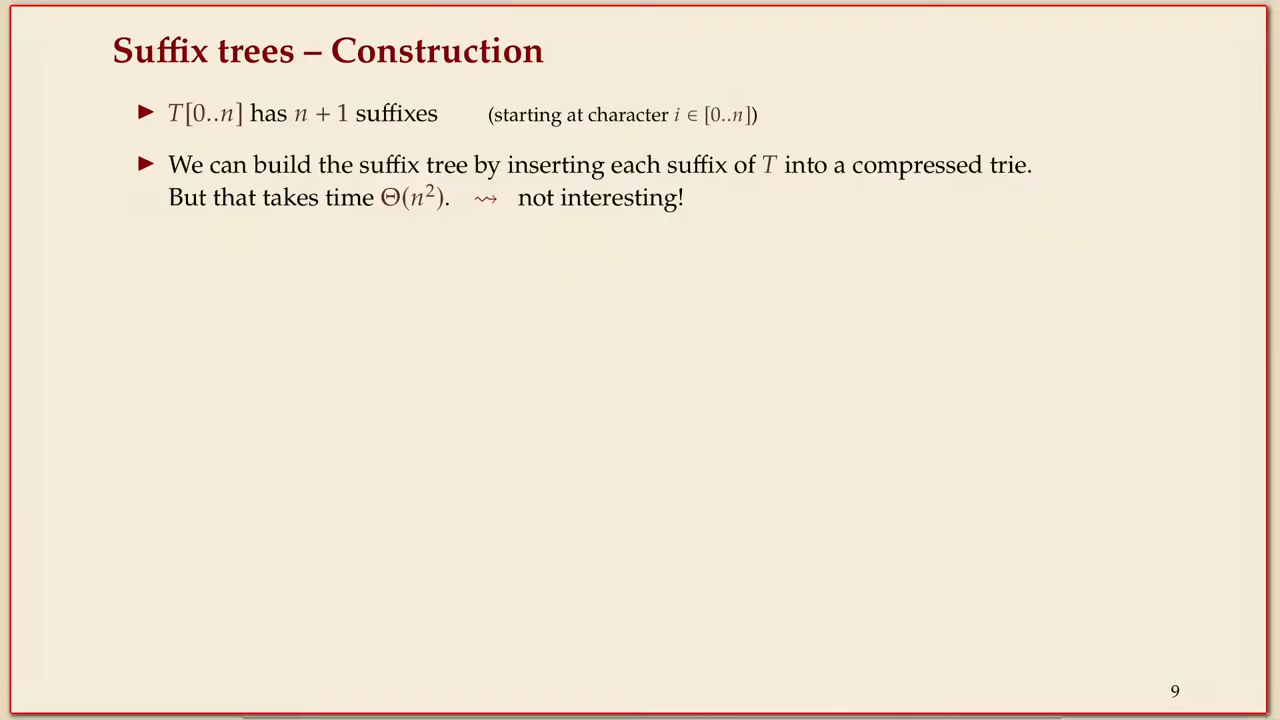 Suffix trees – Construction
▶ T[0..n] has n + 1 suffixes (starting at character i ∈ [0..n])
▶ We can build the suffix tree by inserting each suffix of T into a compressed trie.
But that takes time Θ(n²). ⇝ not interesting!
9